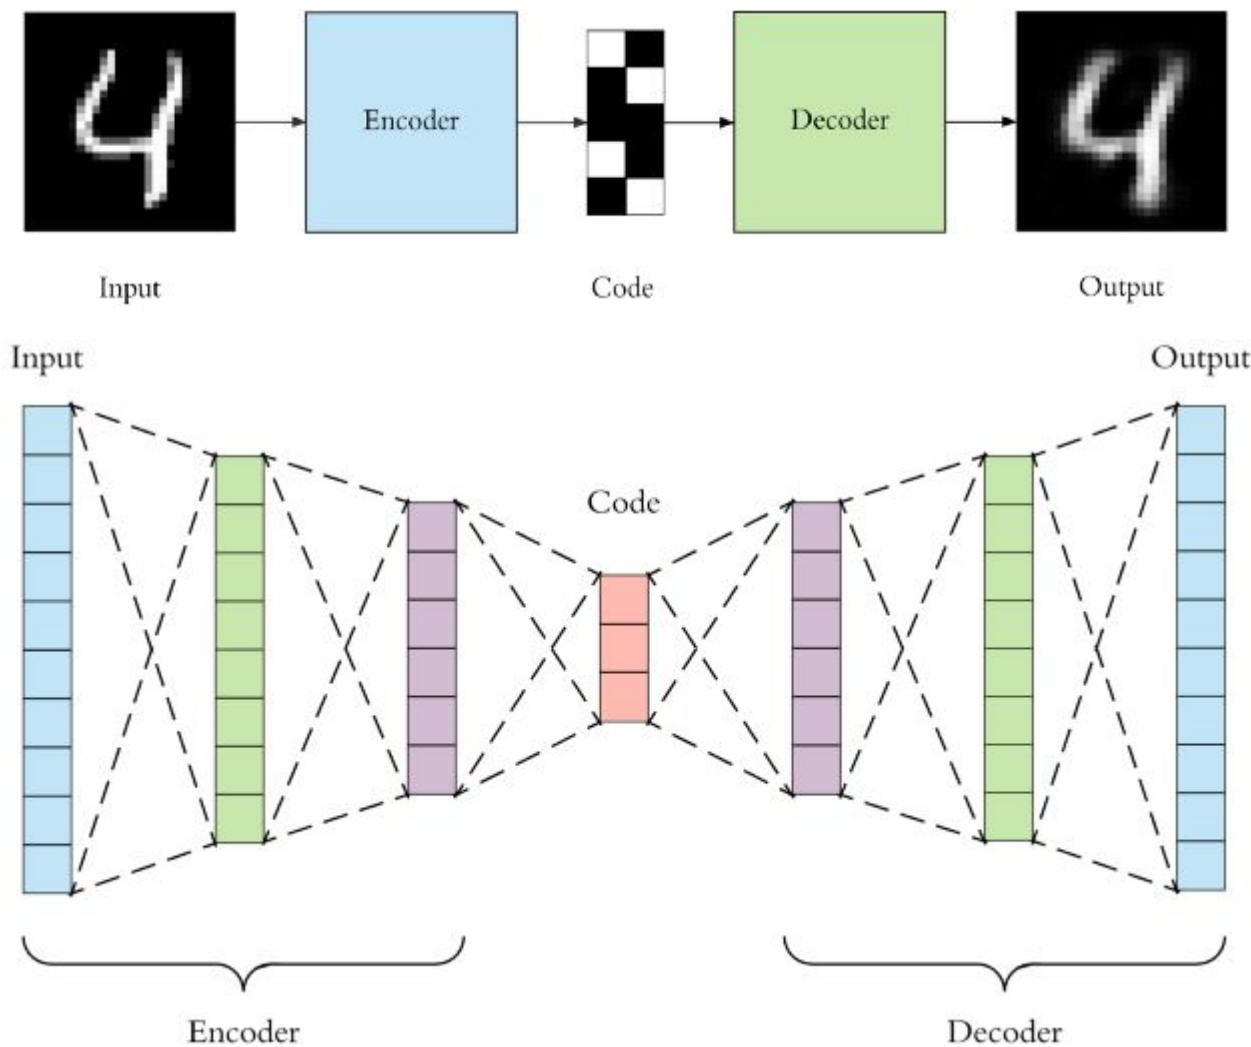 Encoder
Decoder
Input
Code
Output
Input
Output
Code
Encoder
Decoder